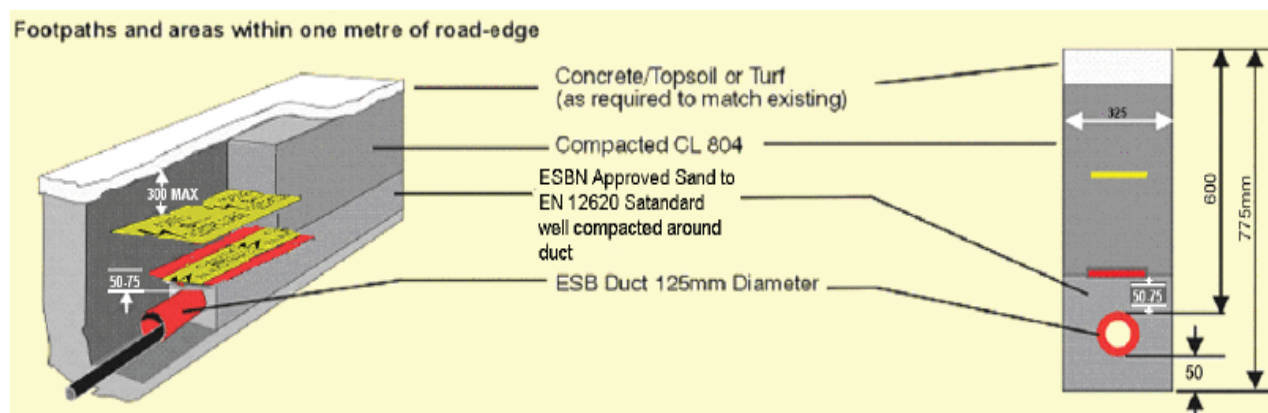 Footpaths and areas within one metre of road-edge
Concrete/Topsoil or Turf
(as required to match existing)
Compacted CL 804
ESBN Approved Sand to
EN 12620 Satandard
well compacted around
duct
ESB Duct 125mm Diameter
300 MAX
50-75
325
600
775mm
50.75
50